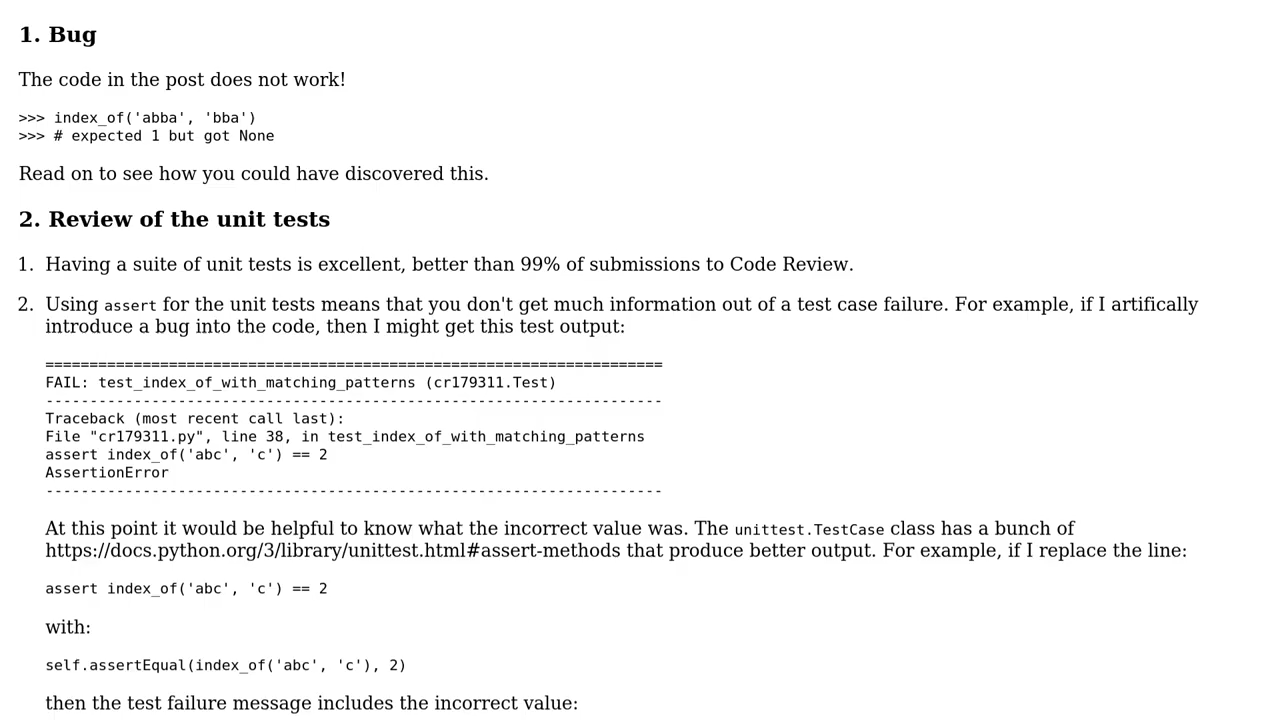 1. Bug
The code in the post does not work!
>>> index_of('abba', 'bba')
>>> # expected 1 but got None
Read on to see how you could have discovered this.
2. Review of the unit tests
1. Having a suite of unit tests is excellent, better than 99% of submissions to Code Review.
2. Using assert for the unit tests means that you don't get much information out of a test case failure. For example, if I artifically
introduce a bug into the code, then I might get this test output:
======================================================================
FAIL: test_index_of_with_matching_patterns (cr179311.Test)
----------------------------------------------------------------------
Traceback (most recent call last):
File "cr179311.py", line 38, in test_index_of_with_matching_patterns
assert index_of('abc', 'c') == 2
AssertionError
----------------------------------------------------------------------
At this point it would be helpful to know what the incorrect value was. The unittest.TestCase class has a bunch of
https://docs.python.org/3/library/unittest.html#assert-methods that produce better output. For example, if I replace the line:
assert index_of('abc', 'c') == 2
with:
self.assertEqual(index_of('abc', 'c'), 2)
then the test failure message includes the incorrect value: